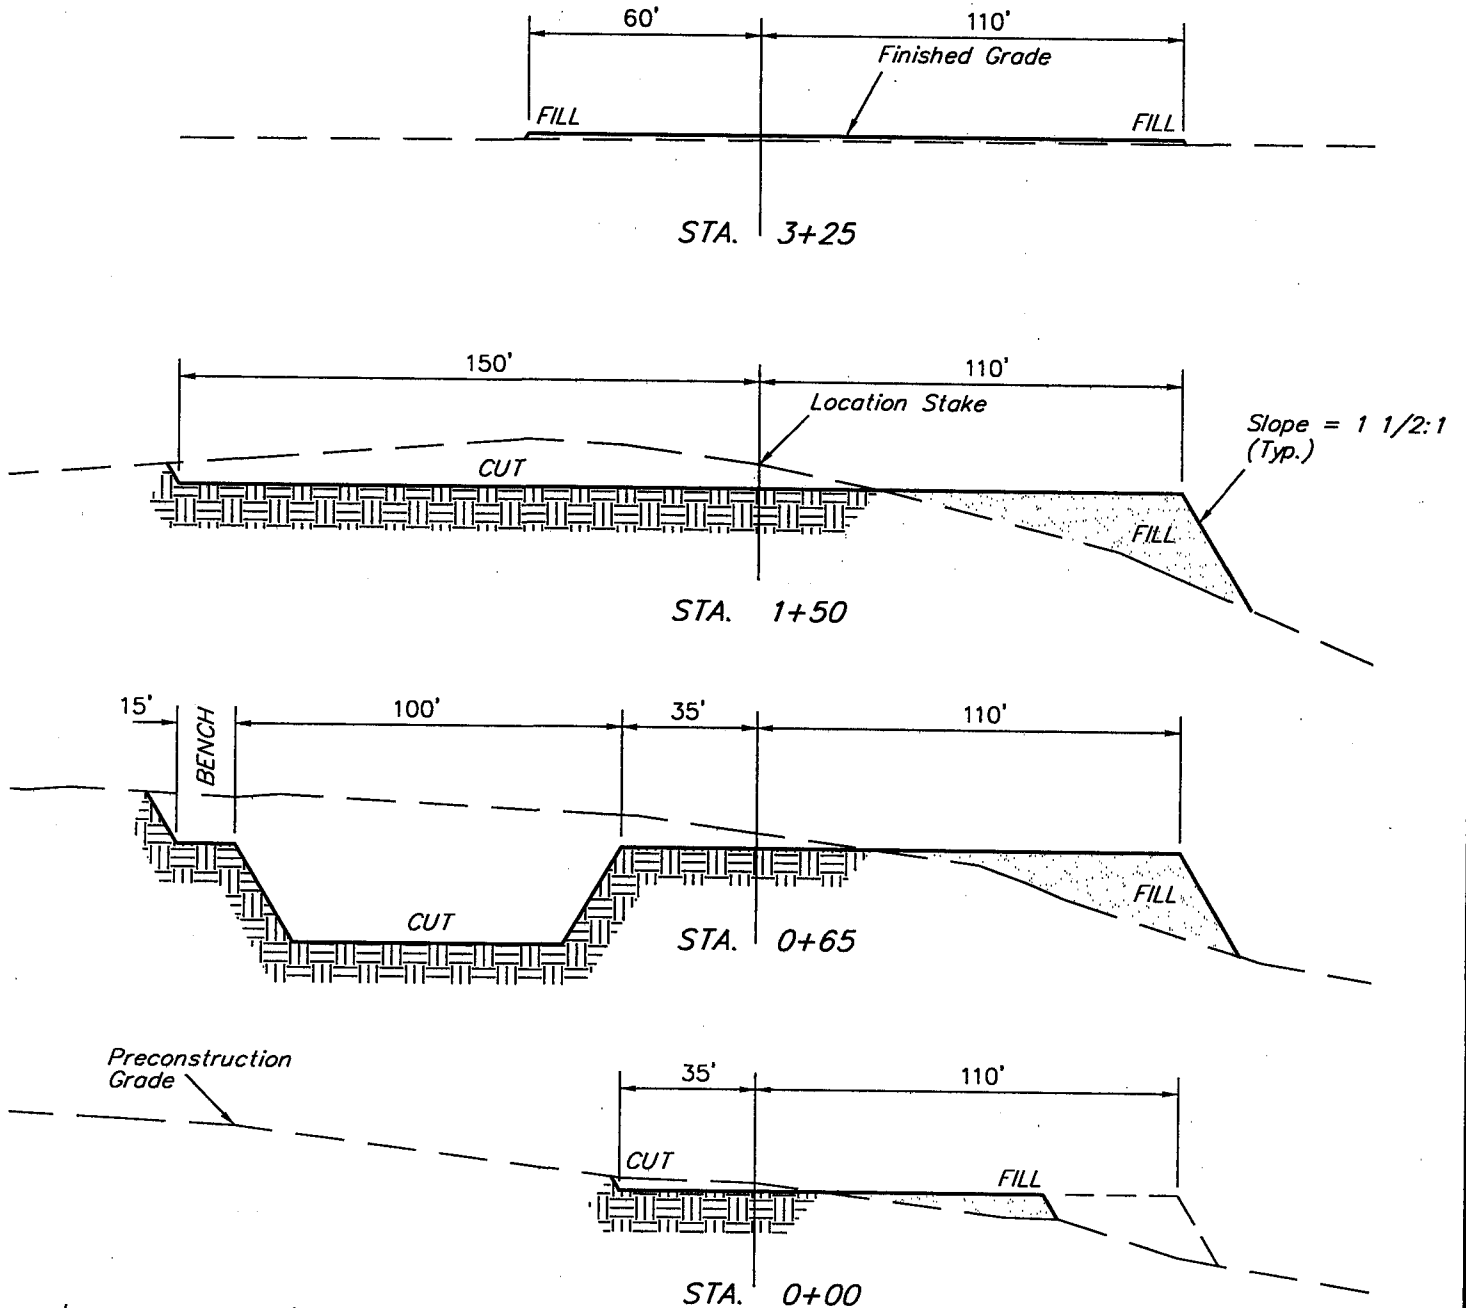 60' 110'
Finished Grade
FILL FILL
STA. 3+25
150' 110'
Location Stake
Slope = 1 1/2:1
(Typ.)
CUT
FILL
STA. 1+50
15' BENCH 100' 35' 110'
FILL
CUT
STA. 0+65
Preconstruction
Grade
35' 110'
CUT
FILL
STA. 0+00